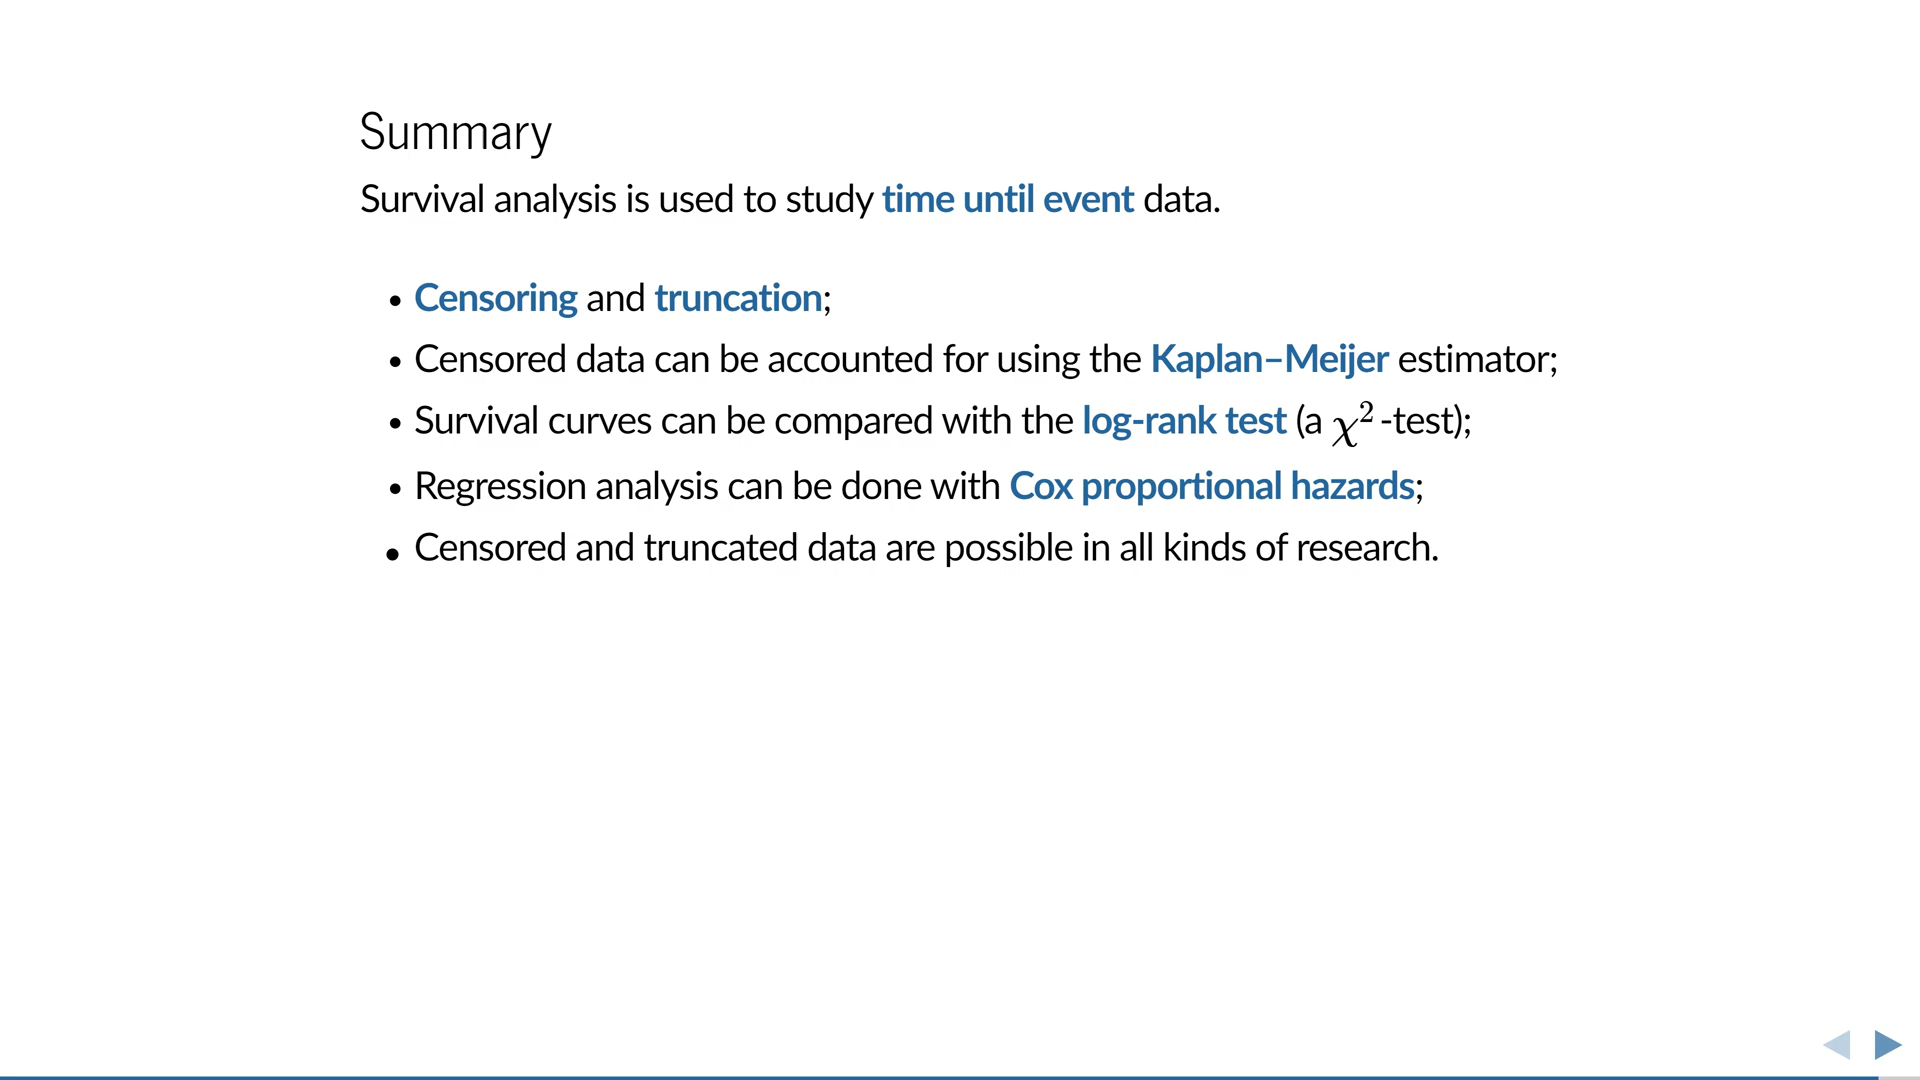 Summary
Survival analysis is used to study time until event data.
• Censoring and truncation;
• Censored data can be accounted for using the Kaplan–Meijer estimator;
• Survival curves can be compared with the log-rank test (a χ²-test);
• Regression analysis can be done with Cox proportional hazards;
• Censored and truncated data are possible in all kinds of research.